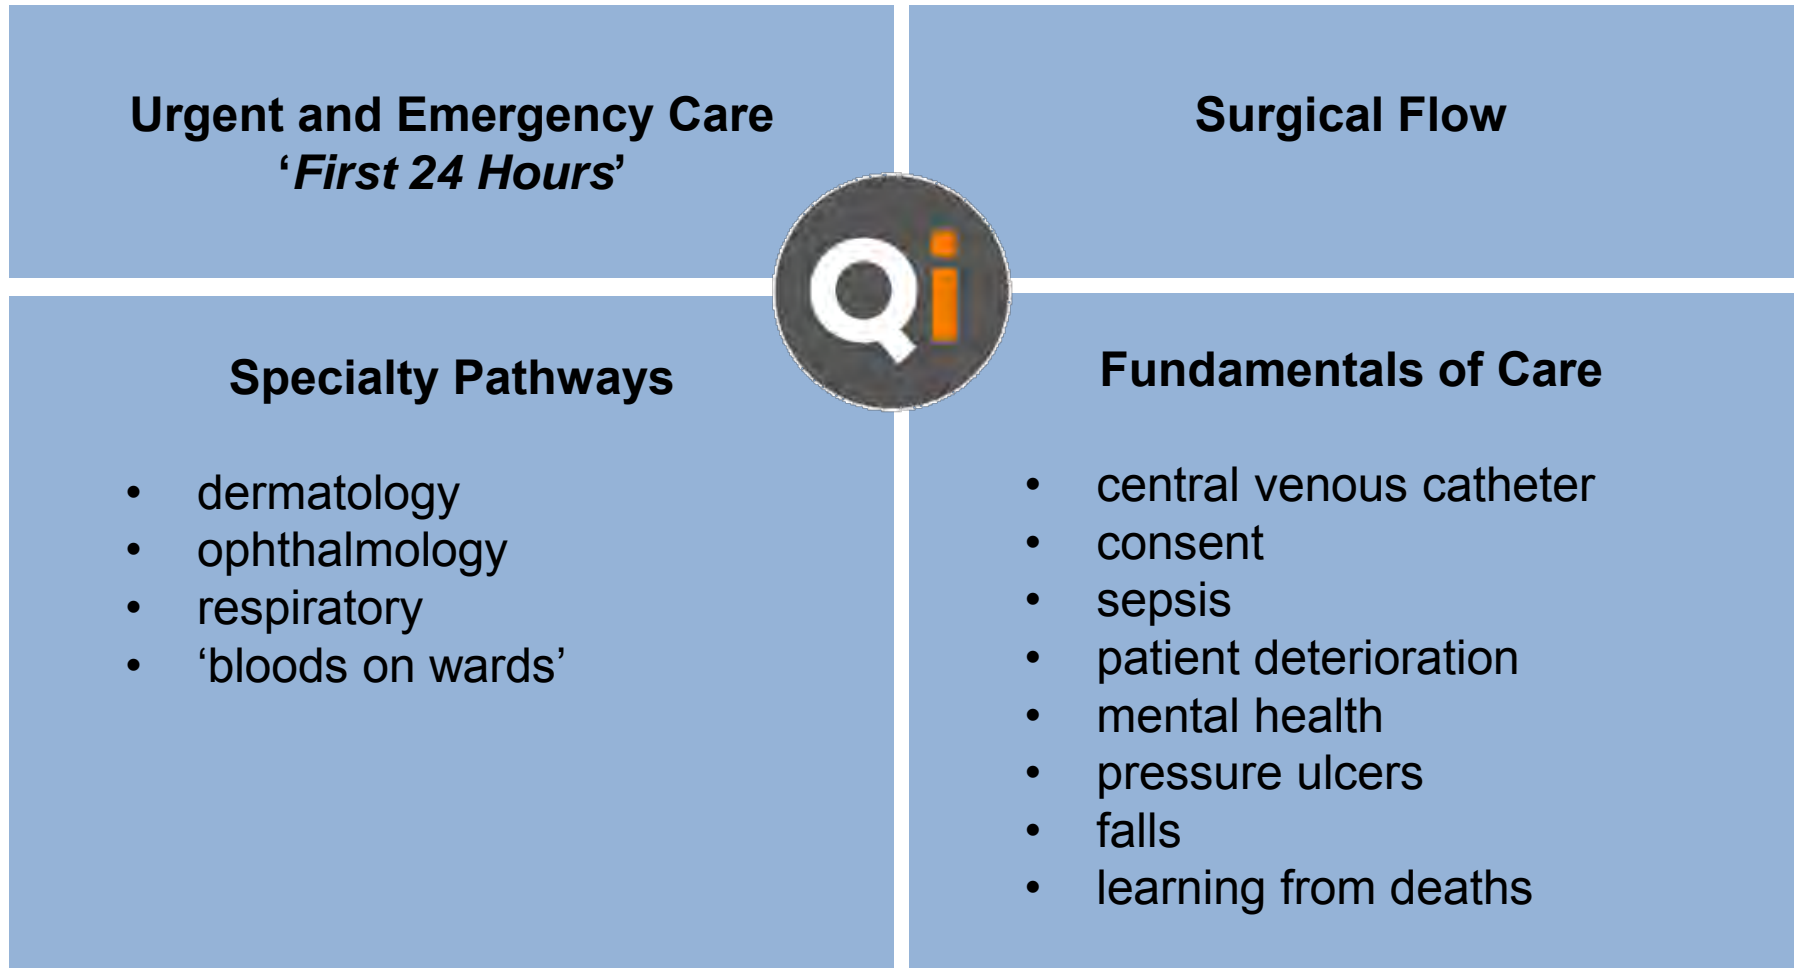 Urgent and Emergency Care
‘First 24 Hours’
Surgical Flow
Qi
Specialty Pathways
• dermatology
• ophthalmology
• respiratory
• ‘bloods on wards’
Fundamentals of Care
• central venous catheter
• consent
• sepsis
• patient deterioration
• mental health
• pressure ulcers
• falls
• learning from deaths